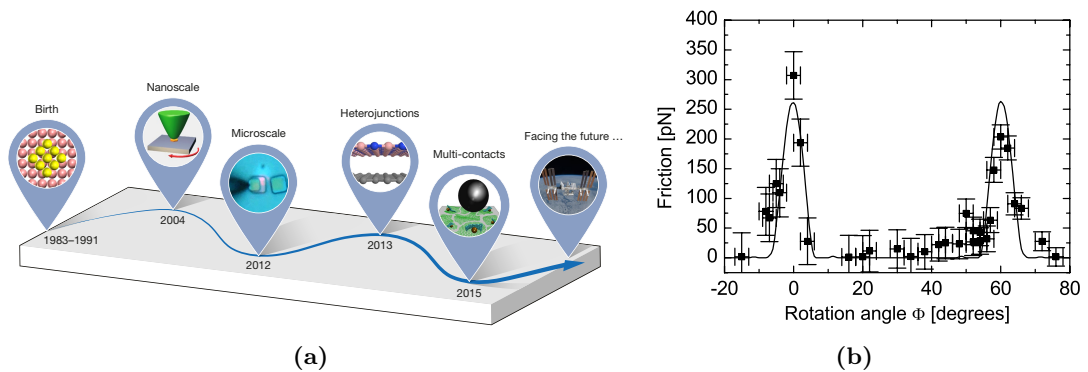 Birth
Nanoscale
Microscale
Heterojunctions
Multi-contacts
Facing the future ...
1983–1991
2004
2012
2013
2015
(a)
400
350
300
250
200
150
100
50
0
Friction [pN]
-20 0 20 40 60 80
Rotation angle Φ [degrees]
(b)